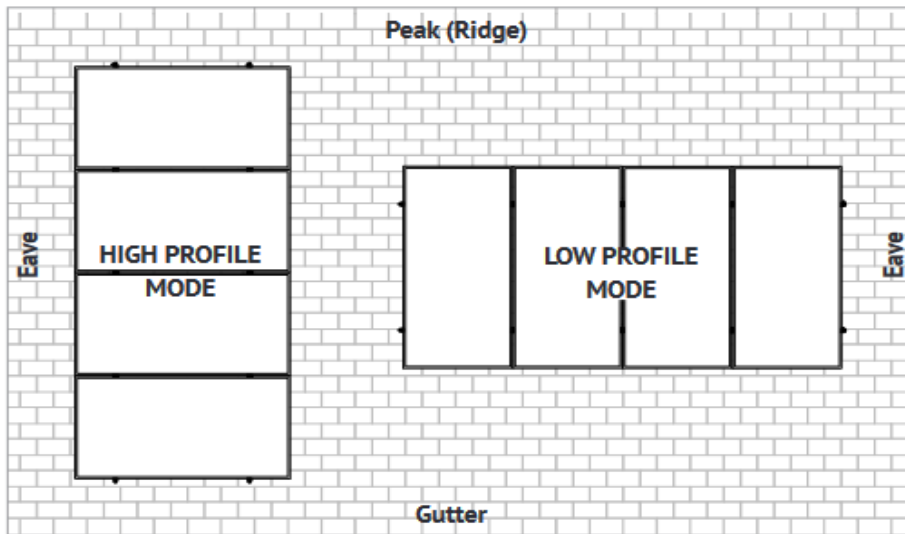 Peak (Ridge)
Eave
HIGH PROFILE
MODE
LOW PROFILE
MODE
Eave
Gutter